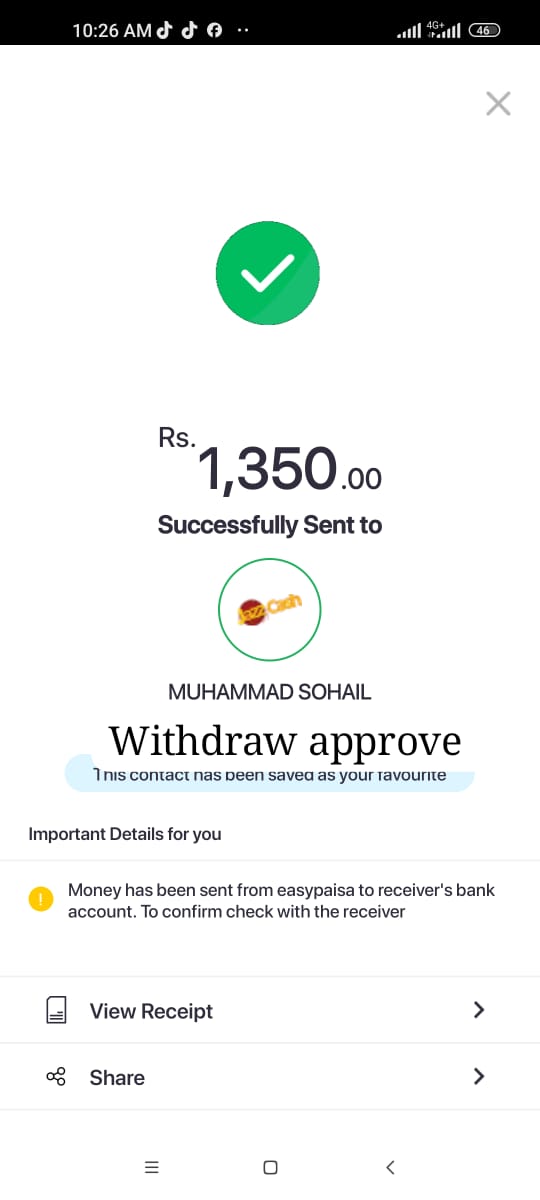 10:26 AM
4G+
46
Rs. 1,350.00
Successfully Sent to
JazzCash
MUHAMMAD SOHAIL
Withdraw approve
This contact has been saved as your favourite
Important Details for you
Money has been sent from easypaisa to receiver's bank
account. To confirm check with the receiver
View Receipt
Share